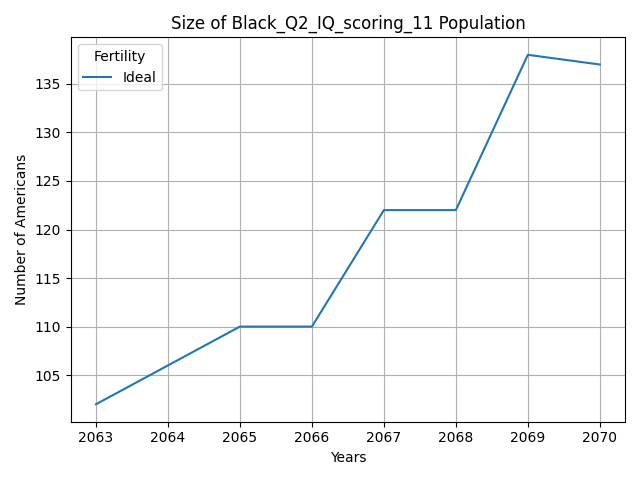 Size of Black_Q2_IQ_scoring_11 Population
Fertility
Ideal
Number of Americans
135
130
125
120
115
110
105
2063 2064 2065 2066 2067 2068 2069 2070
Years